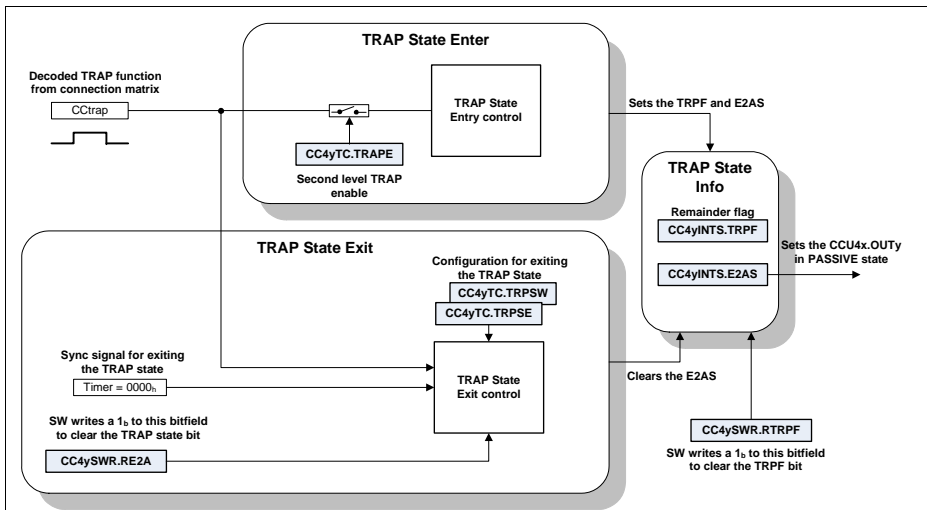 TRAP State Enter
Decoded TRAP function
from connection matrix
CCtrap
TRAP State
Entry control
CC4yTC.TRAPE
Second level TRAP
enable
Sets the TRPF and E2AS
TRAP State
Info
Remainder flag
CC4yINTS.TRPF
CC4yINTS.E2AS
Sets the CCU4x.OUTy
in PASSIVE state
TRAP State Exit
Configuration for exiting
the TRAP State
CC4yTC.TRPSW
CC4yTC.TRPSE
Sync signal for exiting
the TRAP state
Timer = 0000h
TRAP State
Exit control
Clears the E2AS
SW writes a 1b to this bitfield
to clear the TRAP state bit
CC4ySWR.RE2A
CC4ySWR.RTRPF
SW writes a 1b to this bitfield
to clear the TRPF bit